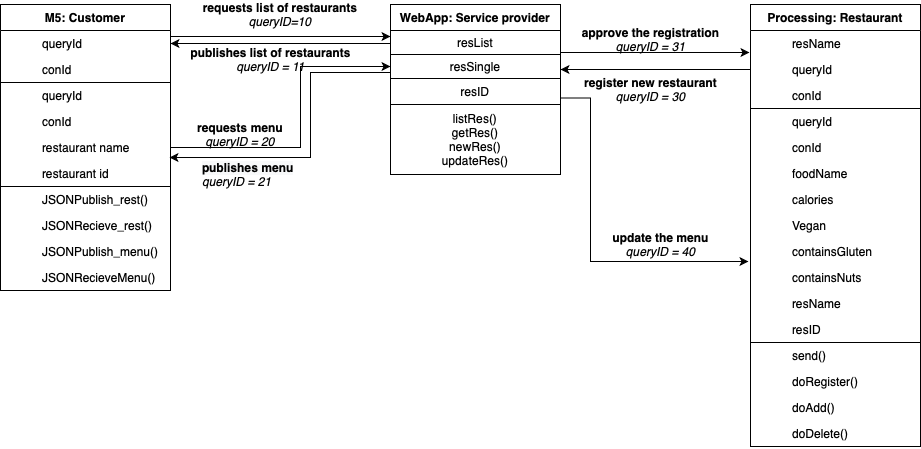 M5: Customer
queryId
conId
queryId
conId
restaurant name
restaurant id
JSONPublish_rest()
JSONRecieve_rest()
JSONPublish_menu()
JSONRecieveMenu()
requests list of restaurants
queryID=10
publishes list of restaurants
queryID = 11
requests menu
queryID = 20
publishes menu
queryID = 21
WebApp: Service provider
resList
resSingle
resID
listRes()
getRes()
newRes()
updateRes()
approve the registration
queryID = 31
register new restaurant
queryID = 30
update the menu
queryID = 40
Processing: Restaurant
resName
queryId
conId
queryId
conId
foodName
calories
Vegan
containsGluten
containsNuts
resName
resID
send()
doRegister()
doAdd()
doDelete()